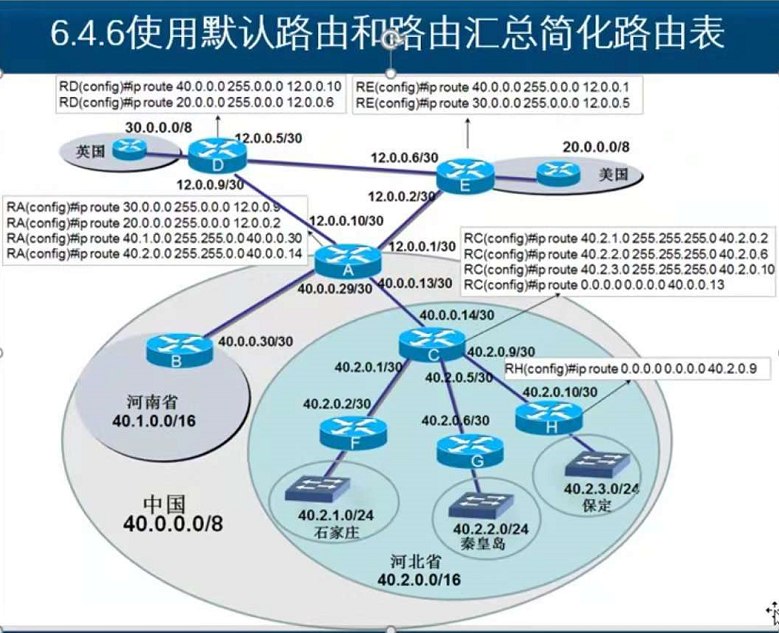 6.4.6使用默认路由和路由汇总简化路由表
RD(config)#ip route 40.0.0.0 255.0.0.0 12.0.0.10
RD(config)#ip route 20.0.0.0 255.0.0.0 12.0.0.6
RE(config)#ip route 40.0.0.0 255.0.0.0 12.0.0.1
RE(config)#ip route 30.0.0.0 255.0.0.0 12.0.0.5
30.0.0.0/8
12.0.0.5/30
20.0.0.0/8
英国
D
12.0.0.6/30
E
美国
12.0.0.9/30
12.0.0.2/30
RA(config)#ip route 30.0.0.0 255.0.0.0 12.0.0.9
RA(config)#ip route 20.0.0.0 255.0.0.0 12.0.0.2
RA(config)#ip route 40.1.0.0 255.255.0.0 40.0.0.30
RA(config)#ip route 40.2.0.0 255.255.0.0 40.0.0.14
12.0.0.10/30
12.0.0.1/30
RC(config)#ip route 40.2.1.0 255.255.255.0 40.2.0.2
RC(config)#ip route 40.2.2.0 255.255.255.0 40.2.0.6
RC(config)#ip route 40.2.3.0 255.255.255.0 40.2.0.10
RC(config)#ip route 0.0.0.0 0.0.0.0 40.0.0.13
A
40.0.0.29/30
40.0.0.13/30
40.0.0.14/30
40.0.0.30/30
B
C
40.2.0.9/30
40.2.0.1/30
40.2.0.5/30
RH(config)#ip route 0.0.0.0 0.0.0.0 40.2.0.9
河南省
40.1.0.0/16
40.2.0.2/30
40.2.0.6/30
40.2.0.10/30
F
G
H
40.2.1.0/24
石家庄
40.2.2.0/24
秦皇岛
40.2.3.0/24
保定
中国
40.0.0.0/8
河北省
40.2.0.0/16